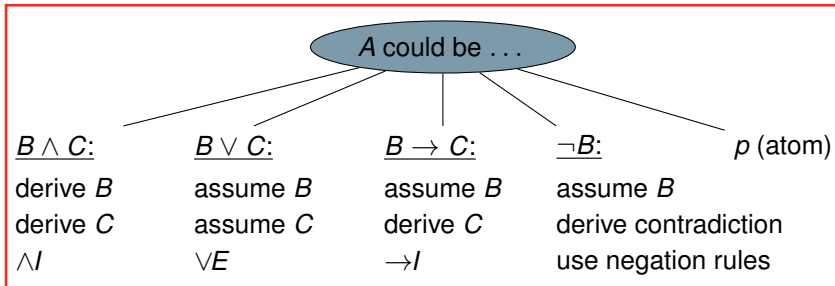 A could be . . .
B ∧ C: B ∨ C: B → C: ¬B: p (atom)
derive B assume B assume B assume B
derive C assume C derive C derive contradiction
∧I ∨E →I use negation rules